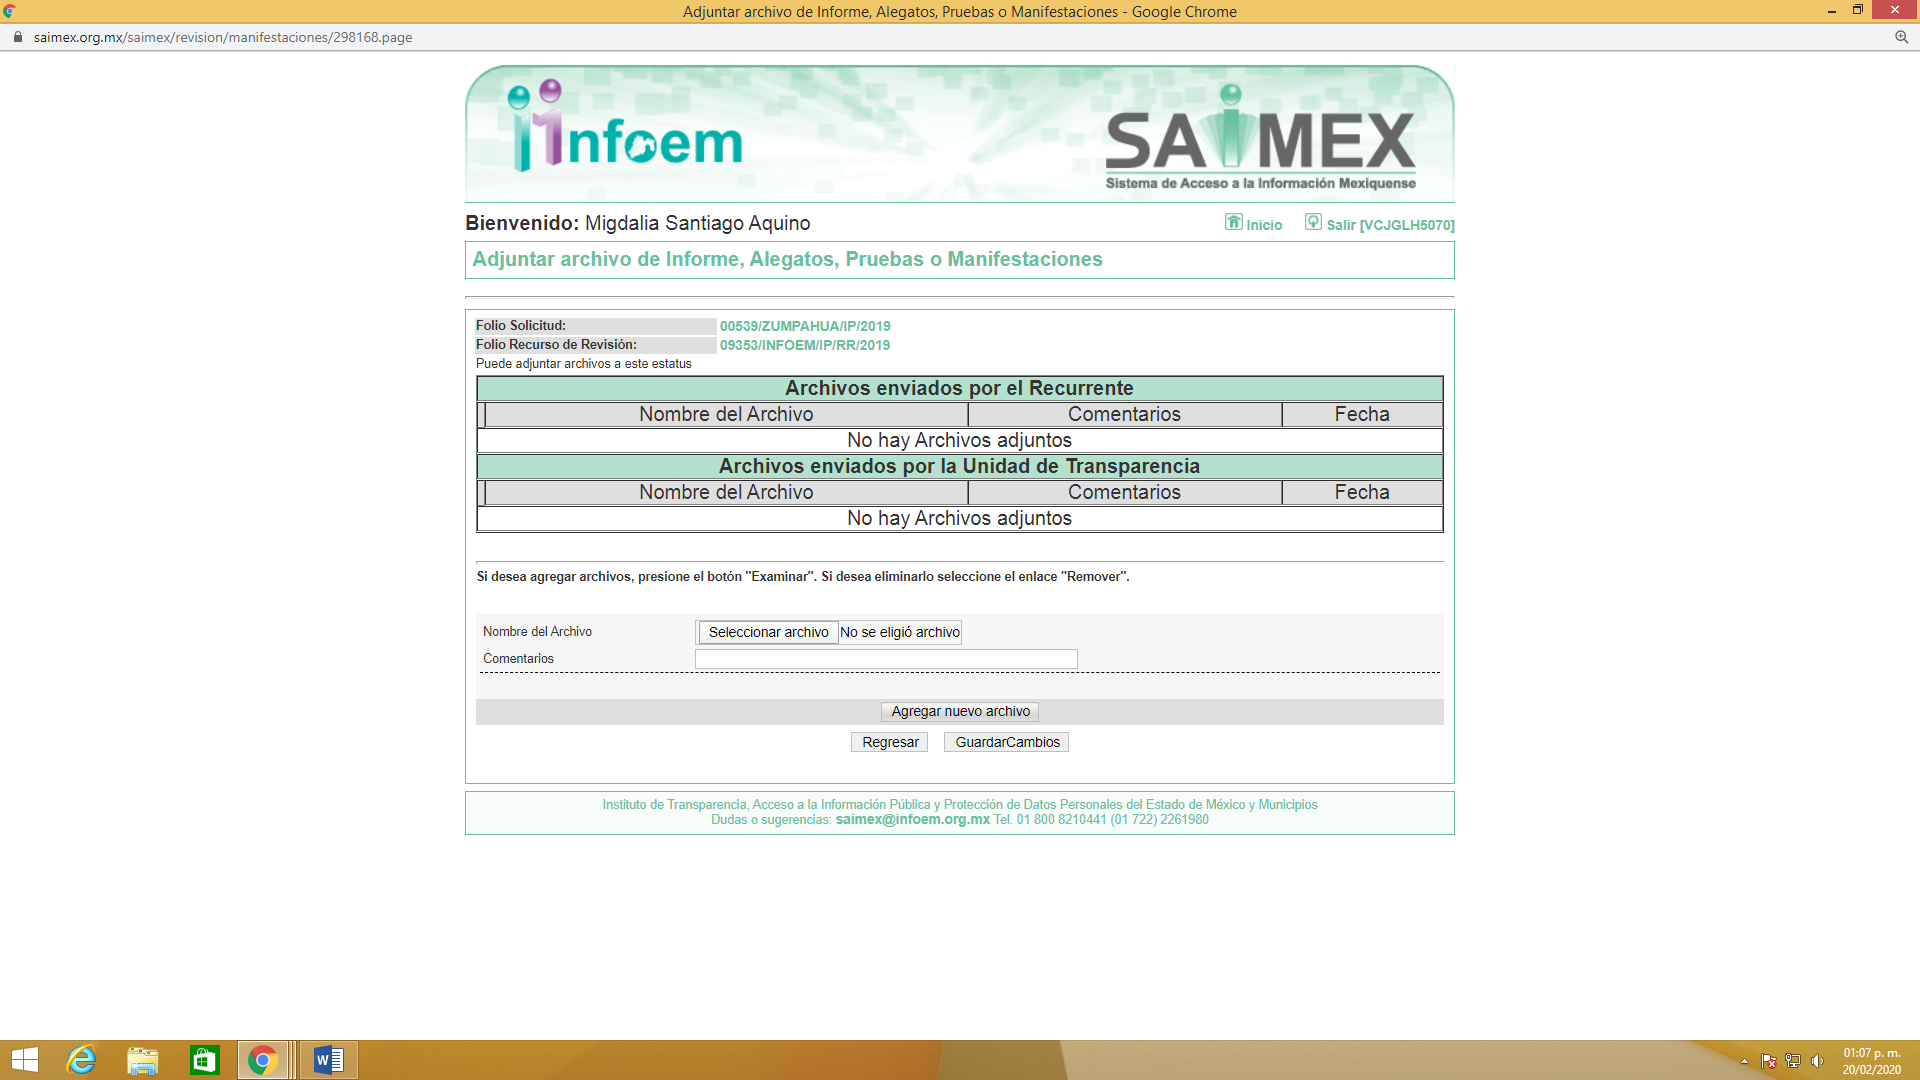 Adjuntar archivo de Informe, Alegatos, Pruebas o Manifestaciones - Google Chrome
saimex.org.mx/saimex/revision/manifestaciones/298168.page
infoem
SAIMEX
Sistema de Acceso a la Información Mexiquense
Bienvenido: Migdalia Santiago Aquino
Inicio Salir [VCJGLH5070]
Adjuntar archivo de Informe, Alegatos, Pruebas o Manifestaciones
Folio Solicitud: 00539/ZUMPAHUA/IP/2019
Folio Recurso de Revisión: 09353/INFOEM/IP/RR/2019
Puede adjuntar archivos a este estatus
Archivos enviados por el Recurrente
Nombre del Archivo Comentarios Fecha
No hay Archivos adjuntos
Archivos enviados por la Unidad de Transparencia
Nombre del Archivo Comentarios Fecha
No hay Archivos adjuntos
Si desea agregar archivos, presione el botón "Examinar". Si desea eliminarlo seleccione el enlace "Remover".
Nombre del Archivo Seleccionar archivo No se eligió archivo
Comentarios
Agregar nuevo archivo
Regresar GuardarCambios
Instituto de Transparencia, Acceso a la Información Pública y Protección de Datos Personales del Estado de México y Municipios
Dudas o sugerencias: saimex@infoem.org.mx Tel. 01 800 8210441 (01 722) 2261980
01:07 p. m.
20/02/2020